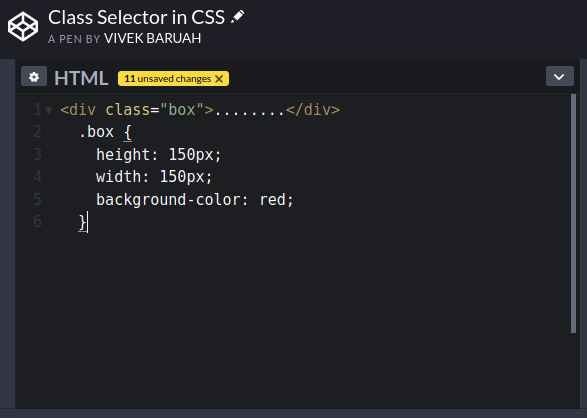 Class Selector in CSS
A PEN BY VIVEK BARUAH
HTML 11 unsaved changes X
1 <div class="box">........</div>
2 .box {
3 height: 150px;
4 width: 150px;
5 background-color: red;
6 }